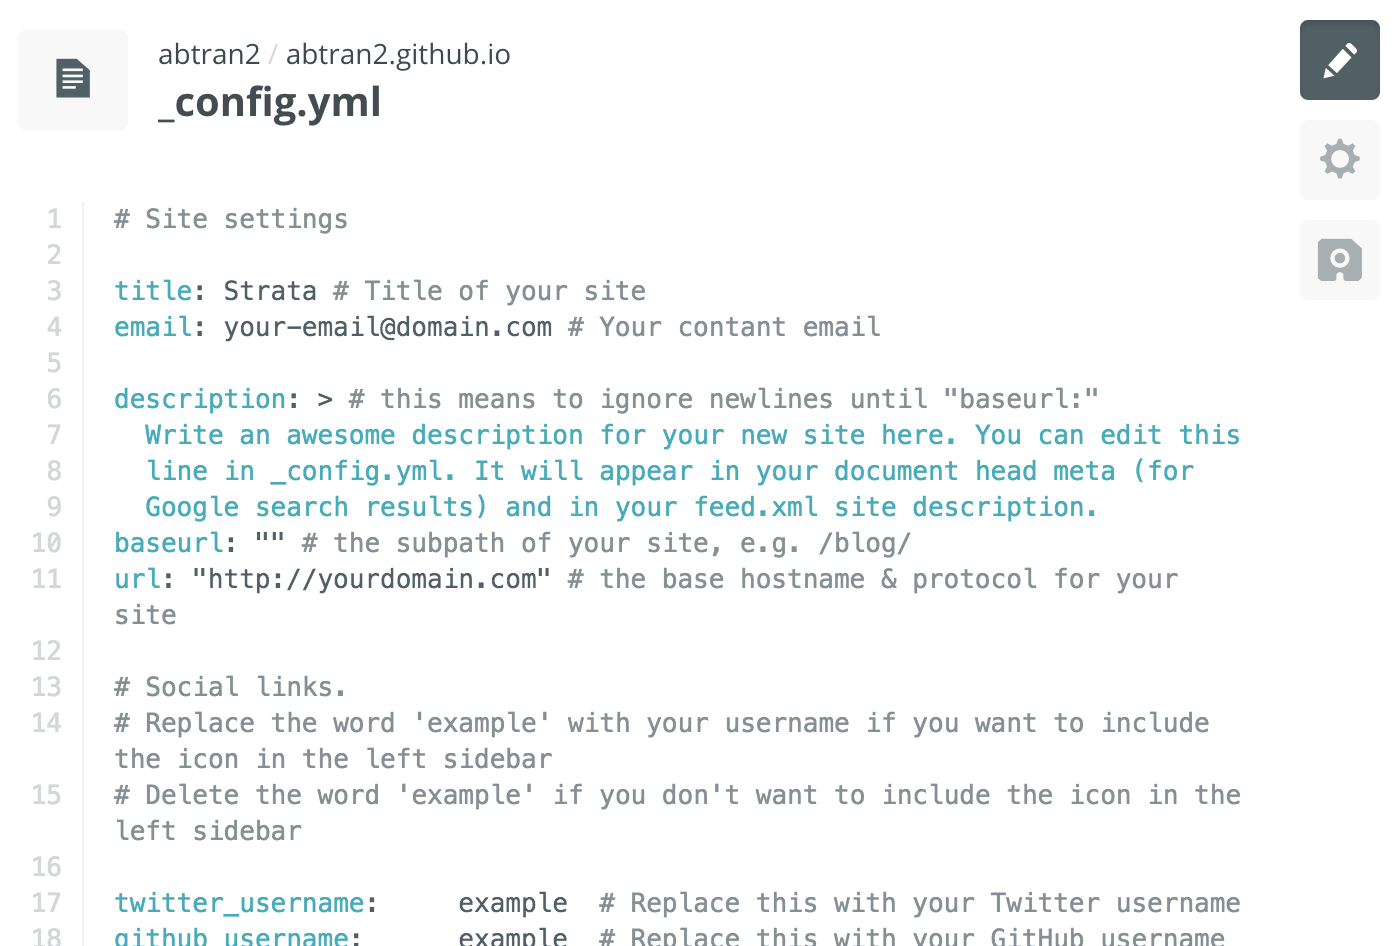 abtran2 / abtran2.github.io
_config.yml
1 # Site settings
2
3 title: Strata # Title of your site
4 email: your-email@domain.com # Your contant email
5
6 description: > # this means to ignore newlines until "baseurl:"
7   Write an awesome description for your new site here. You can edit this
8   line in _config.yml. It will appear in your document head meta (for
9   Google search results) and in your feed.xml site description.
10 baseurl: "" # the subpath of your site, e.g. /blog/
11 url: "http://yourdomain.com" # the base hostname & protocol for your
site
12
13 # Social links.
14 # Replace the word 'example' with your username if you want to include
the icon in the left sidebar
15 # Delete the word 'example' if you don't want to include the icon in the
left sidebar
16
17 twitter_username:     example  # Replace this with your Twitter username
18 github_username:      example  # Replace this with your GitHub username